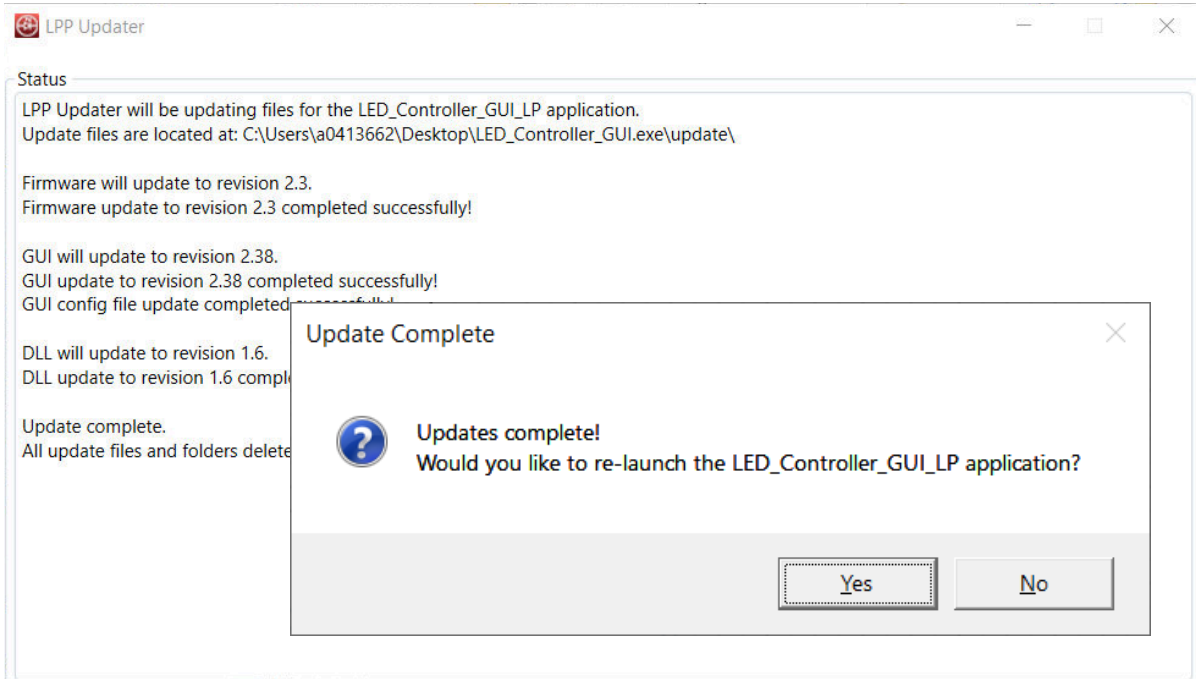 LPP Updater
Status
LPP Updater will be updating files for the LED_Controller_GUI_LP application.
Update files are located at: C:\Users\a0413662\Desktop\LED_Controller_GUI.exe\update\
Firmware will update to revision 2.3.
Firmware update to revision 2.3 completed successfully!
GUI will update to revision 2.38.
GUI update to revision 2.38 completed successfully!
GUI config file update completed successfully!
DLL will update to revision 1.6.
DLL update to revision 1.6
Update complete.
All update files and folders
Update Complete
Updates complete!
Would you like to re-launch the LED_Controller_GUI_LP application?
Yes
No